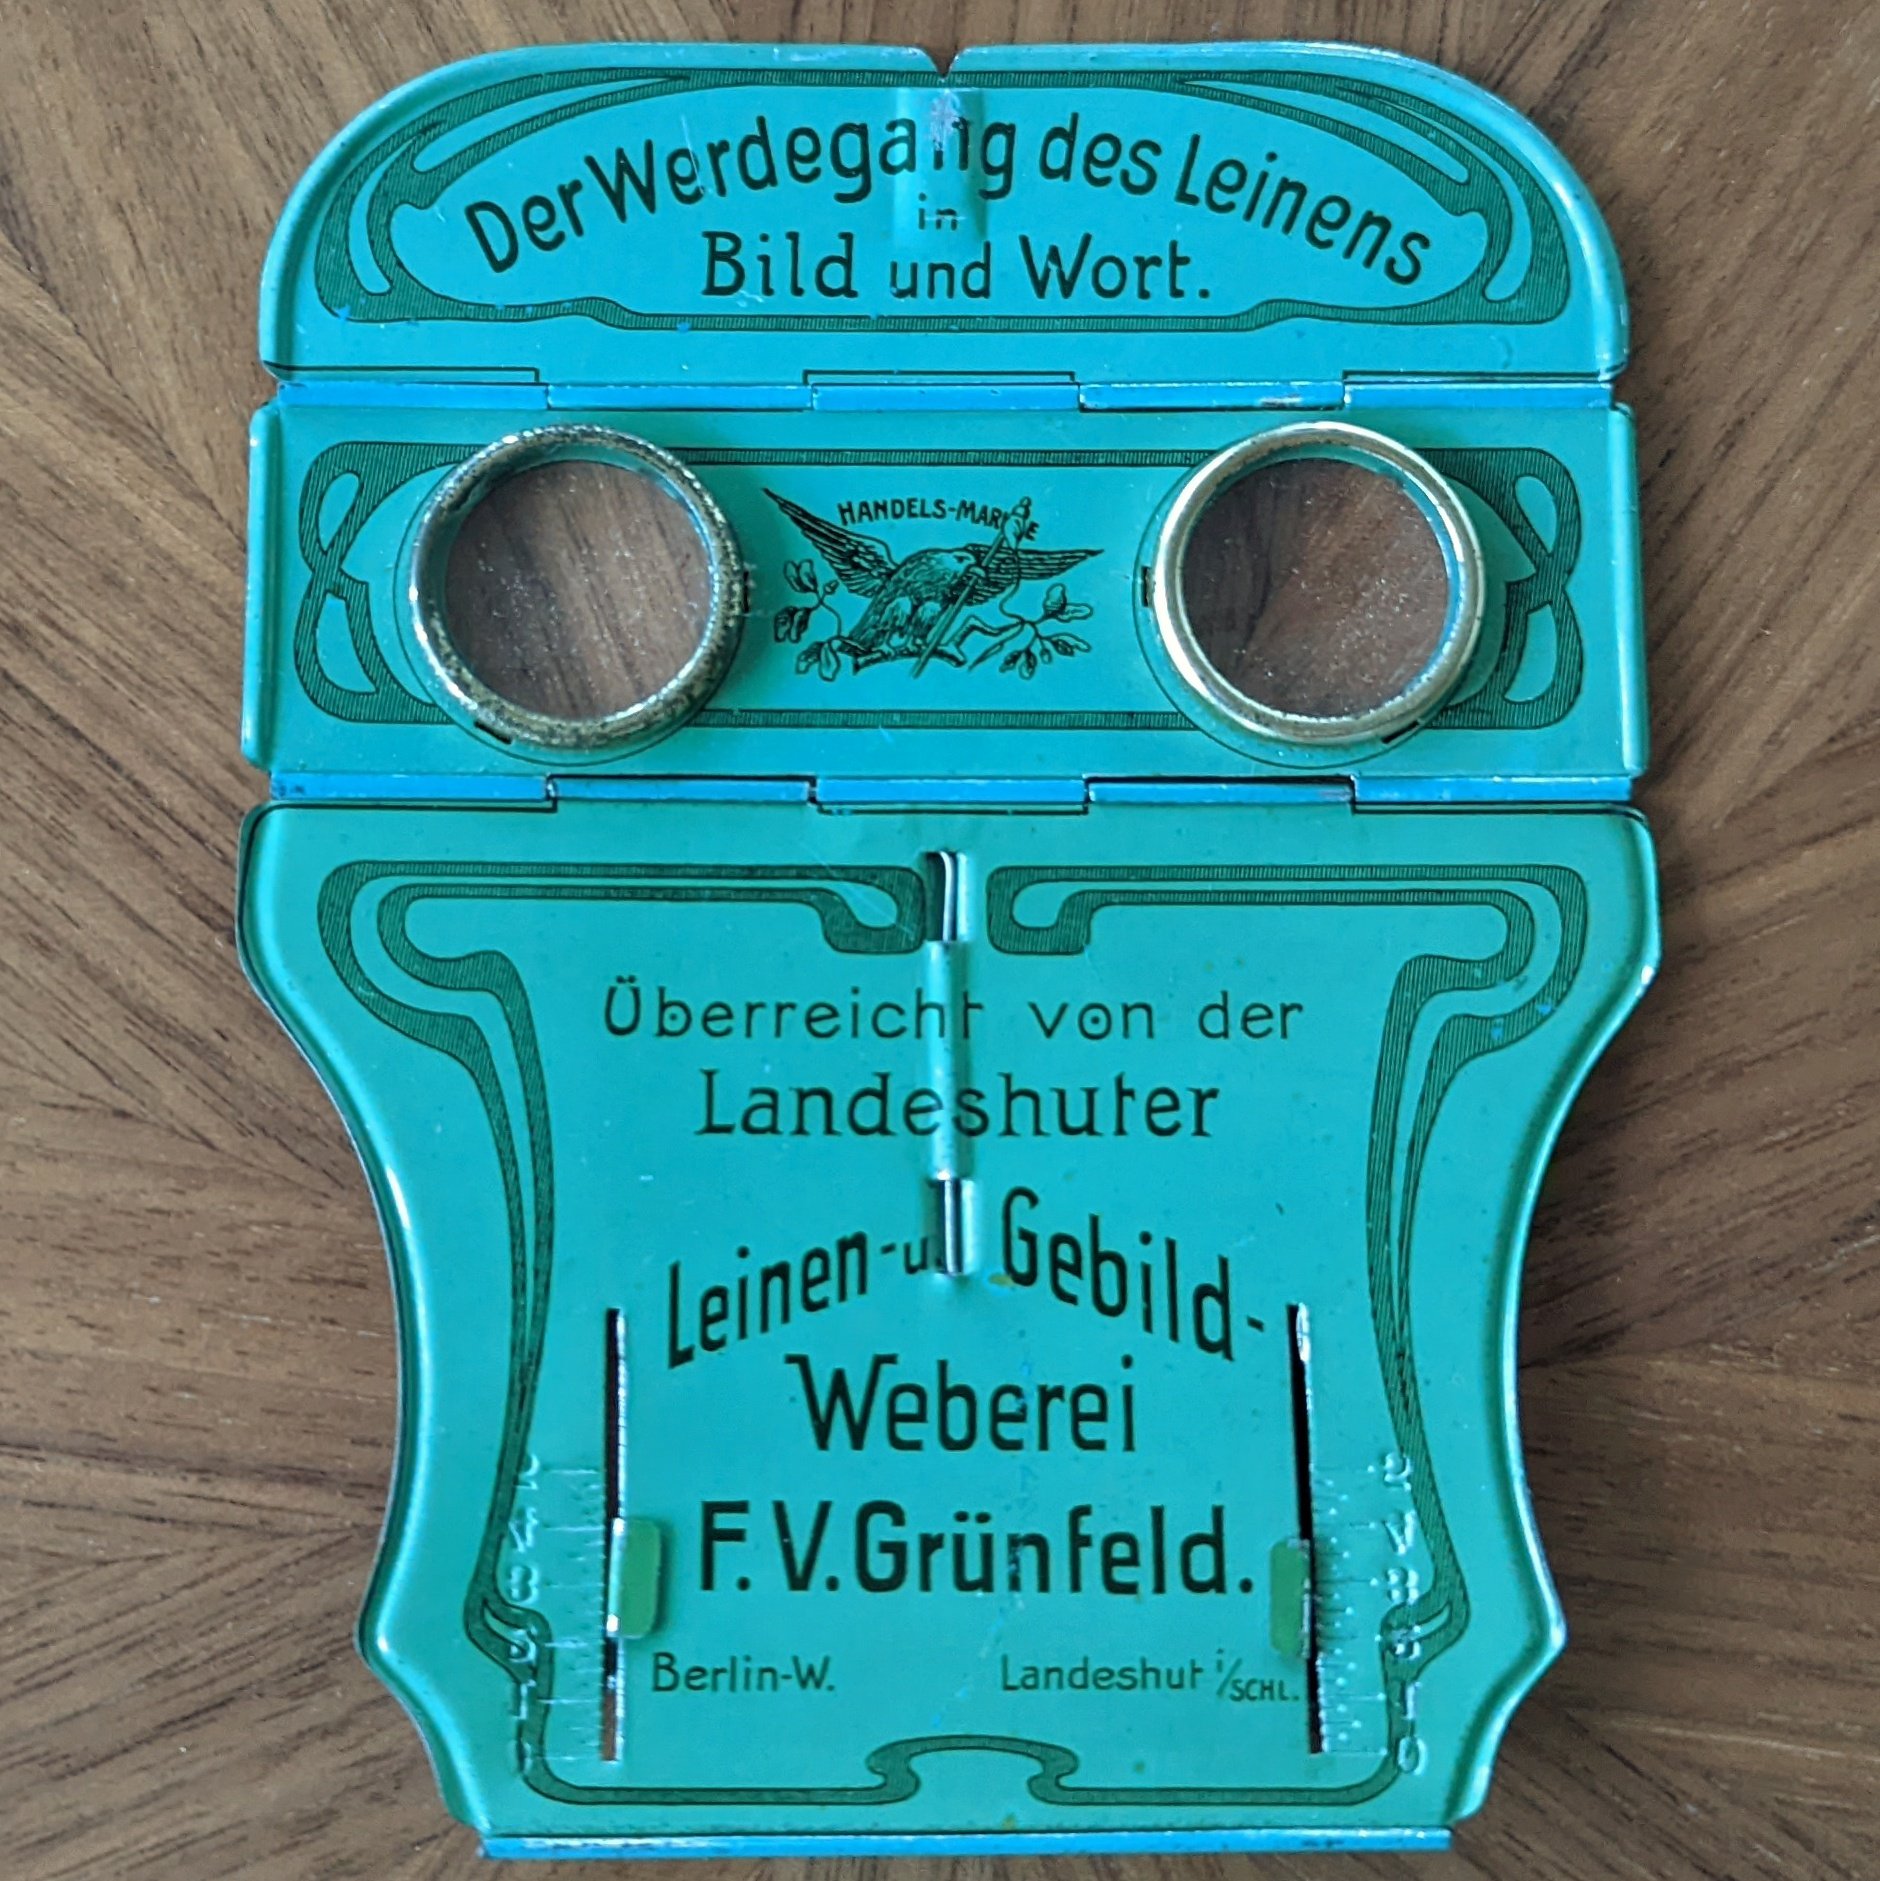 Der Werdegang des Leinens
in
Bild und Wort.
HANDELS-MARKE
Überreicht von der
Landeshuter
Leinen- u. Gebild-
Weberei
F. V. Grünfeld.
Berlin-W.
Landeshut i/SCHL.